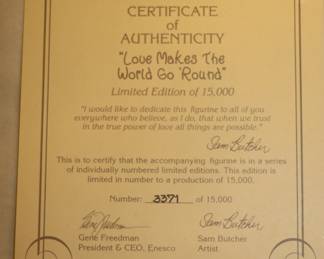 CERTIFICATE
of
AUTHENTICITY
"Love Makes The
World Go 'Round"
Limited Edition of 15,000
"I would like to dedicate this figurine to all of you
everywhere who believe, as I do, that when we trust
in the true power of love all things are possible."
Sam Butcher
This is to certify that the accompanying figurine is in a series
of individually numbered limited editions. This edition is
limited in number to a production of 15,000.
Number: 3371 of 15,000
Gene Freedman Sam Butcher
Gene Freedman Sam Butcher
President & CEO, Enesco Artist